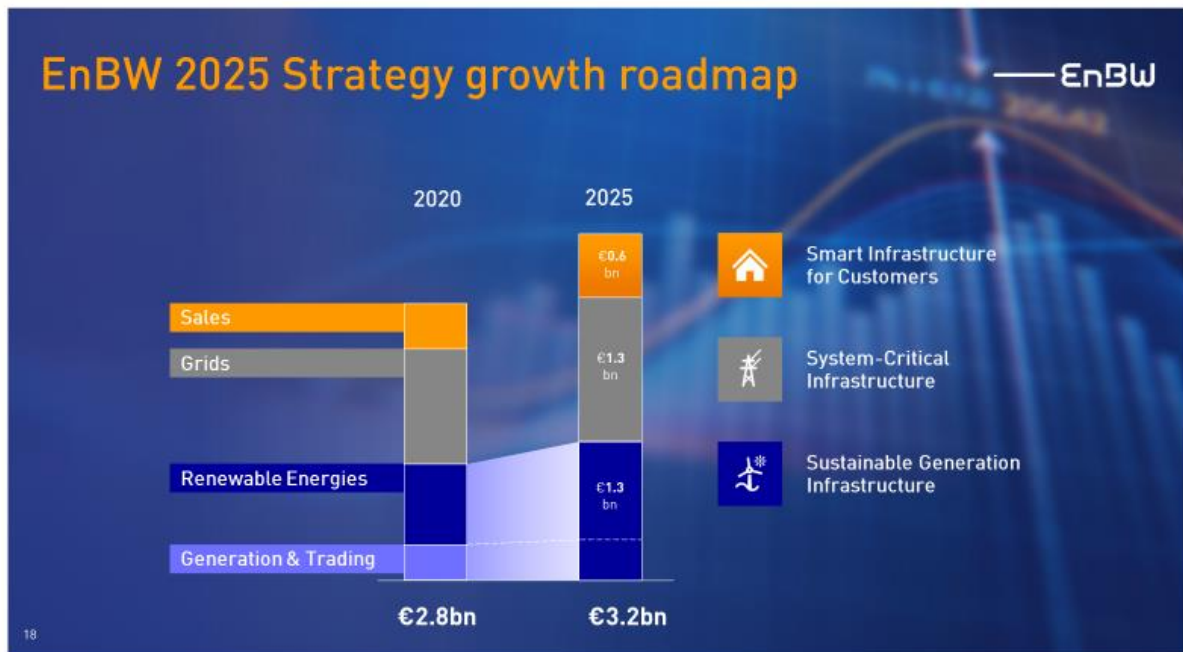 EnBW 2025 Strategy growth roadmap
EnBW
2020
2025
Sales
Grids
Renewable Energies
Generation & Trading
€0.6
bn
€1.3
bn
€1.3
bn
Smart Infrastructure
for Customers
System-Critical
Infrastructure
Sustainable Generation
Infrastructure
€2.8bn
€3.2bn
18